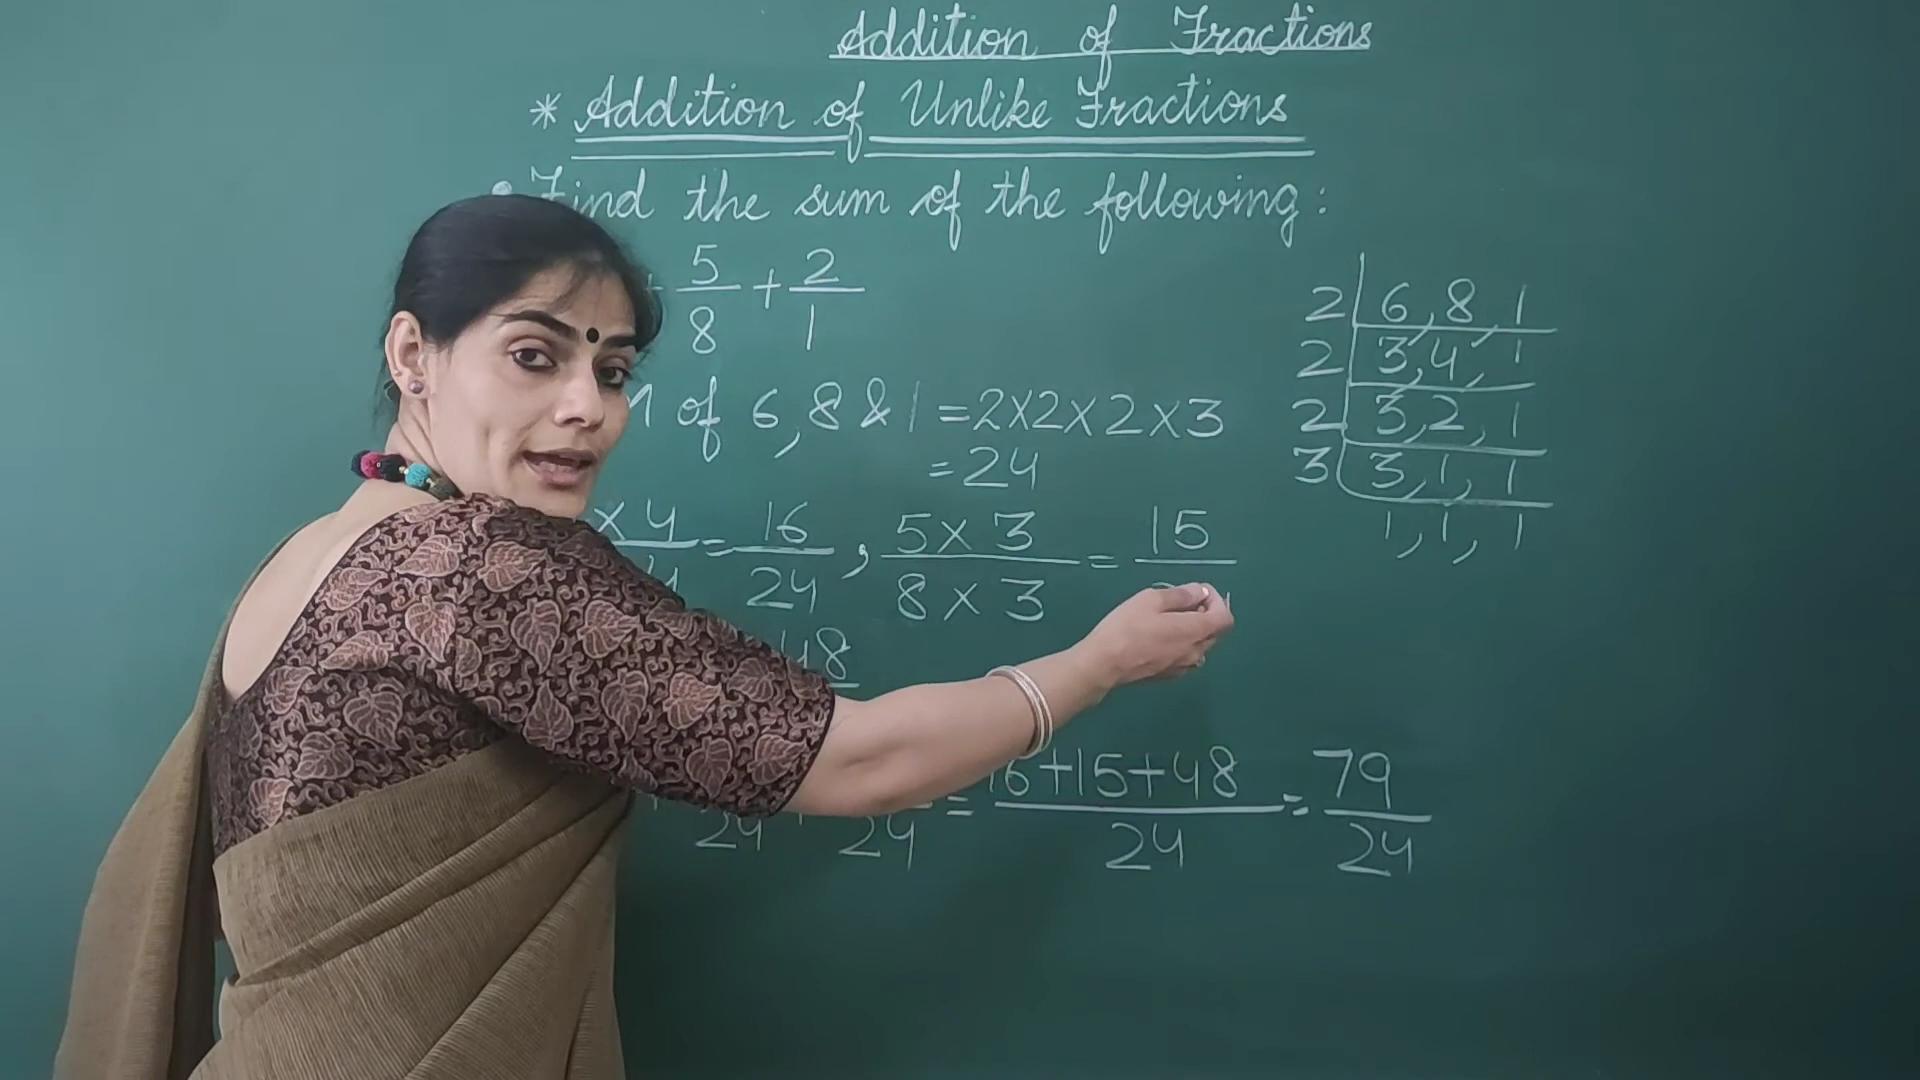 Addition of Fractions
* Addition of Unlike Fractions
• Find the sum of the following:
+ 5/8 + 2/1
of 6, 8 & 1 = 2×2×2×3
= 24
× 4 = 16/24 , 5 × 3 / 8 × 3 = 15
48
24 + 24 = 16+15+48 / 24 = 79/24
2 | 6, 8, 1
2 | 3, 4, 1
2 | 3, 2, 1
3 | 3, 1, 1
1, 1, 1